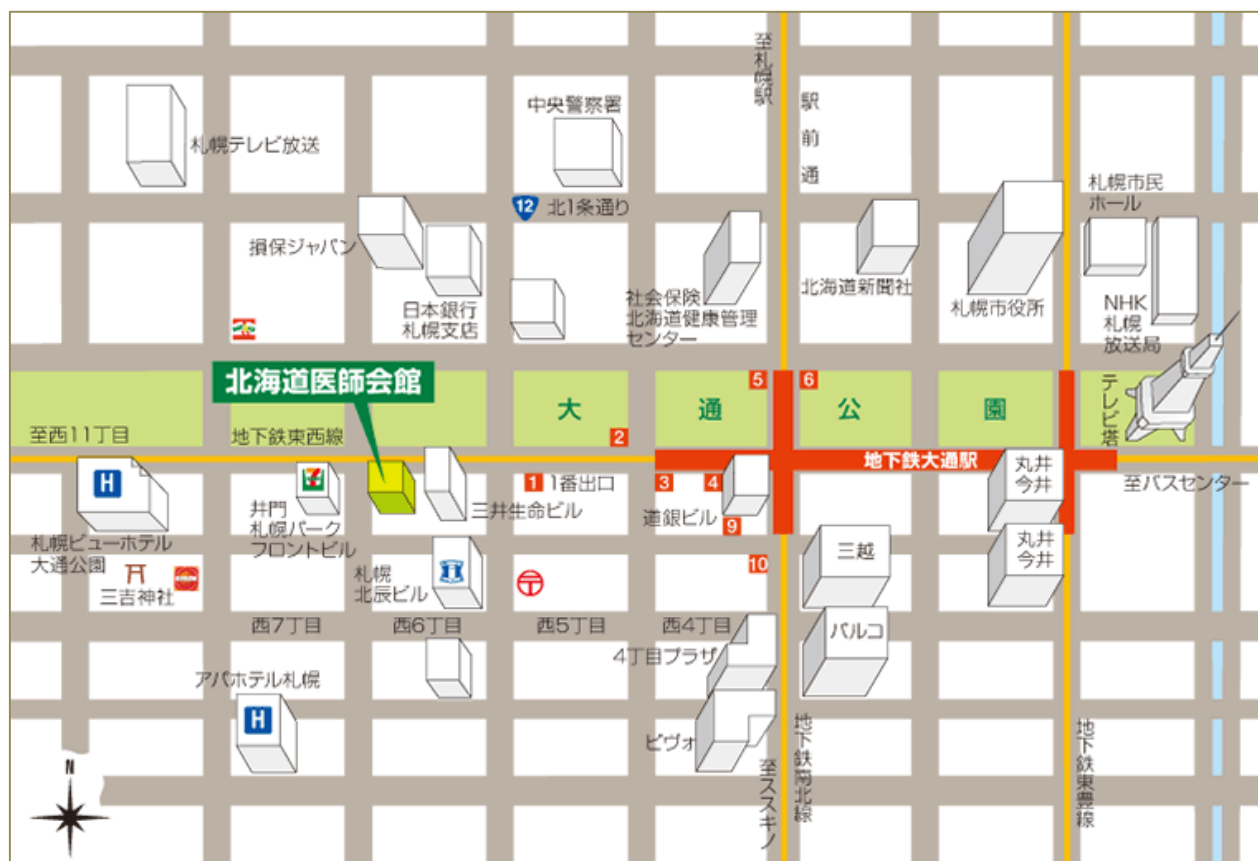 至札幌駅
駅前通
中央警察署
札幌テレビ放送
12
北1条通り
札幌市民
ホール
損保ジャパン
日本銀行
札幌支店
社会保険
北海道健康管理
センター
北海道新聞社
札幌市役所
NHK
札幌
放送局
北海道医師会館
5
6
大通公園
テレビ塔
至西11丁目
地下鉄東西線
2
地下鉄大通駅
丸井
今井
至バスセンター
H
7
1
1番出口
3
4
井門
札幌パーク
フロントビル
三井生命ビル
道銀ビル
9
札幌ビューホテル
大通公園
三吉神社
札幌
北辰ビル
10
三越
丸井
今井
西7丁目
西6丁目
西5丁目
西4丁目
パルコ
4丁目プラザ
アパホテル札幌
H
ピヴォ
至ススキノ
地下鉄南北線
地下鉄東豊線
N